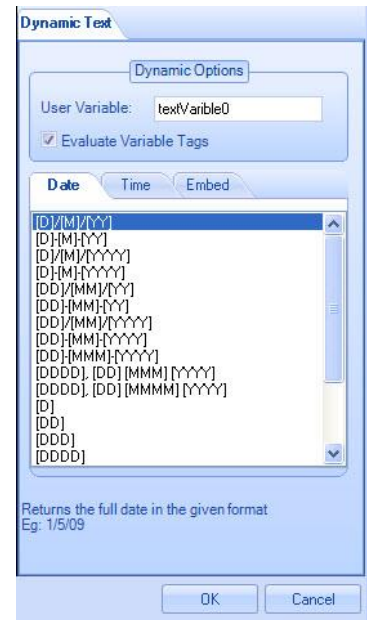 Dynamic Text
Dynamic Options
User Variable: textVarible0
Evaluate Variable Tags
Date Time Embed
[D]/[M]/[YY]
[D]-[M]-[YY]
[D]/[M]/[YYYY]
[D]-[M]-[YYYY]
[DD]/[MM]/[YY]
[DD]-[MM]-[YY]
[DD]/[MM]/[YYYY]
[DD]-[MM]-[YYYY]
[DD]-[MMM]-[YYYY]
[DDDD], [DD] [MMM] [YYYY]
[DDDD], [DD] [MMMM] [YYYY]
[D]
[DD]
[DDD]
[DDDD]
Returns the full date in the given format
Eg: 1/5/09
OK Cancel